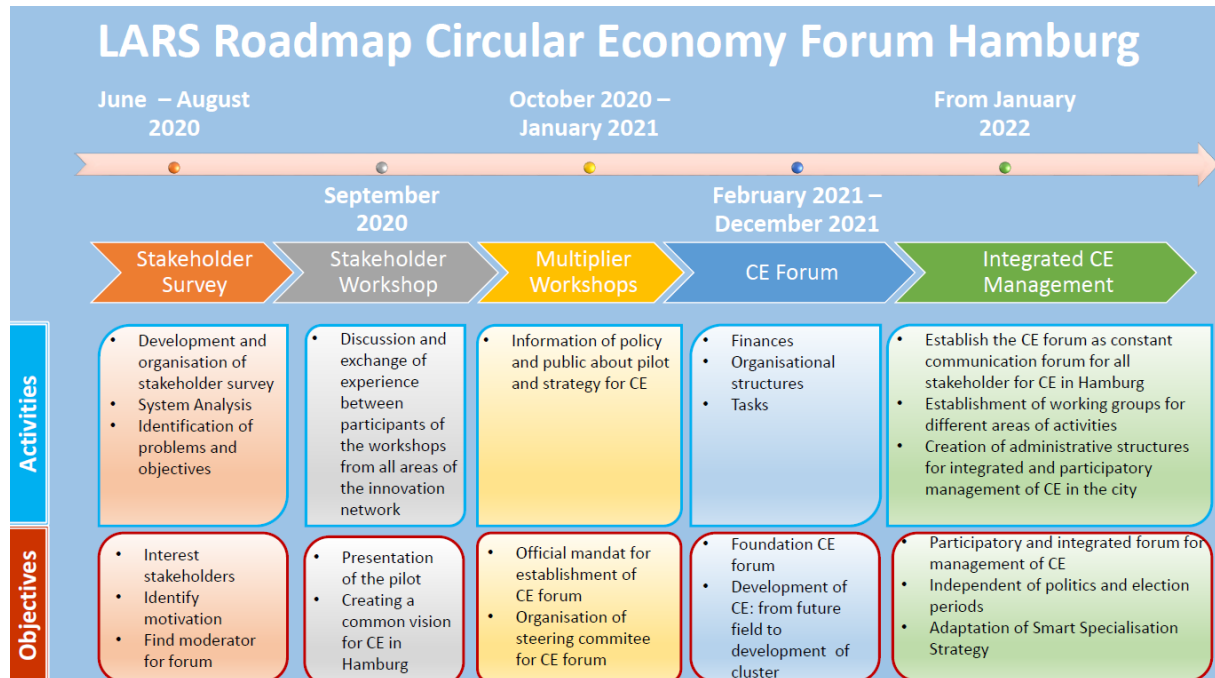 LARS Roadmap Circular Economy Forum Hamburg
June – August
2020
October 2020 –
January 2021
From January
2022
September
2020
February 2021 –
December 2021
Stakeholder
Survey
Stakeholder
Workshop
Multiplier
Workshops
CE Forum
Integrated CE
Management
Activities
• Development and
organisation of
stakeholder survey
• System Analysis
• Identification of
problems and
objectives
• Discussion and
exchange of
experience
between
participants of
the workshops
from all areas of
the innovation
network
• Information of policy
and public about pilot
and strategy for CE
• Finances
• Organisational
structures
• Tasks
• Establish the CE forum as constant
communication forum for all
stakeholder for CE in Hamburg
• Establishment of working groups for
different areas of activities
• Creation of administrative structures
for integrated and participatory
management of CE in the city
Objectives
• Interest
stakeholders
• Identify
motivation
• Find moderator
for forum
• Presentation
of the pilot
• Creating a
common vision
for CE in
Hamburg
• Official mandat for
establishment of
CE forum
• Organisation of
steering commitee
for CE forum
• Foundation CE
forum
• Development of
CE: from future
field to
development of
cluster
• Participatory and integrated forum for
management of CE
• Independent of politics and election
periods
• Adaptation of Smart Specialisation
Strategy